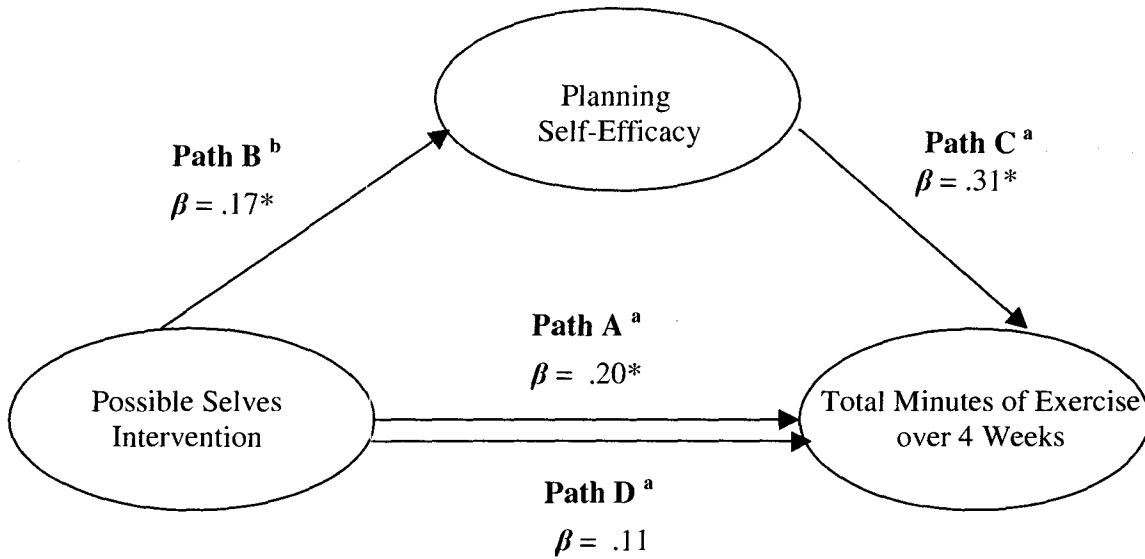 Planning
Self-Efficacy
Path B ᵇ
β = .17*
Path C ᵃ
β = .31*
Path A ᵃ
β = .20*
Possible Selves
Intervention
Total Minutes of Exercise
over 4 Weeks
Path D ᵃ
β = .11